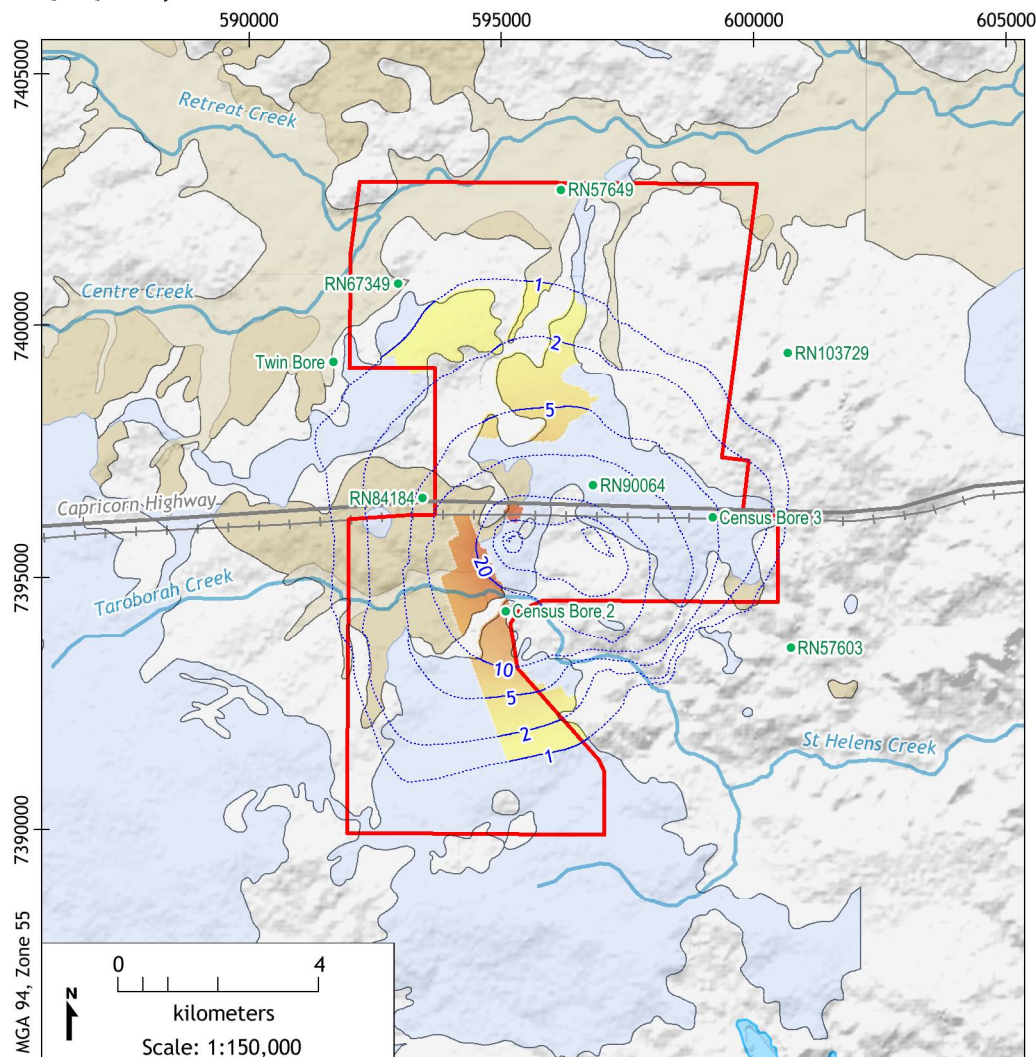 590000
595000
600000
605000
7405000
Retreat Creek
RN57649
RN67349
1
Centre Creek
7400000
2
Twin Bore
RN103729
5
RN84184
RN90064
Capricorn Highway
Census Bore 3
7395000
20
Taroborah Creek
Census Bore 2
RN57603
10
5
2
1
St Helens Creek
7390000
MGA 94, Zone 55
0 4
N
kilometers
Scale: 1:150,000